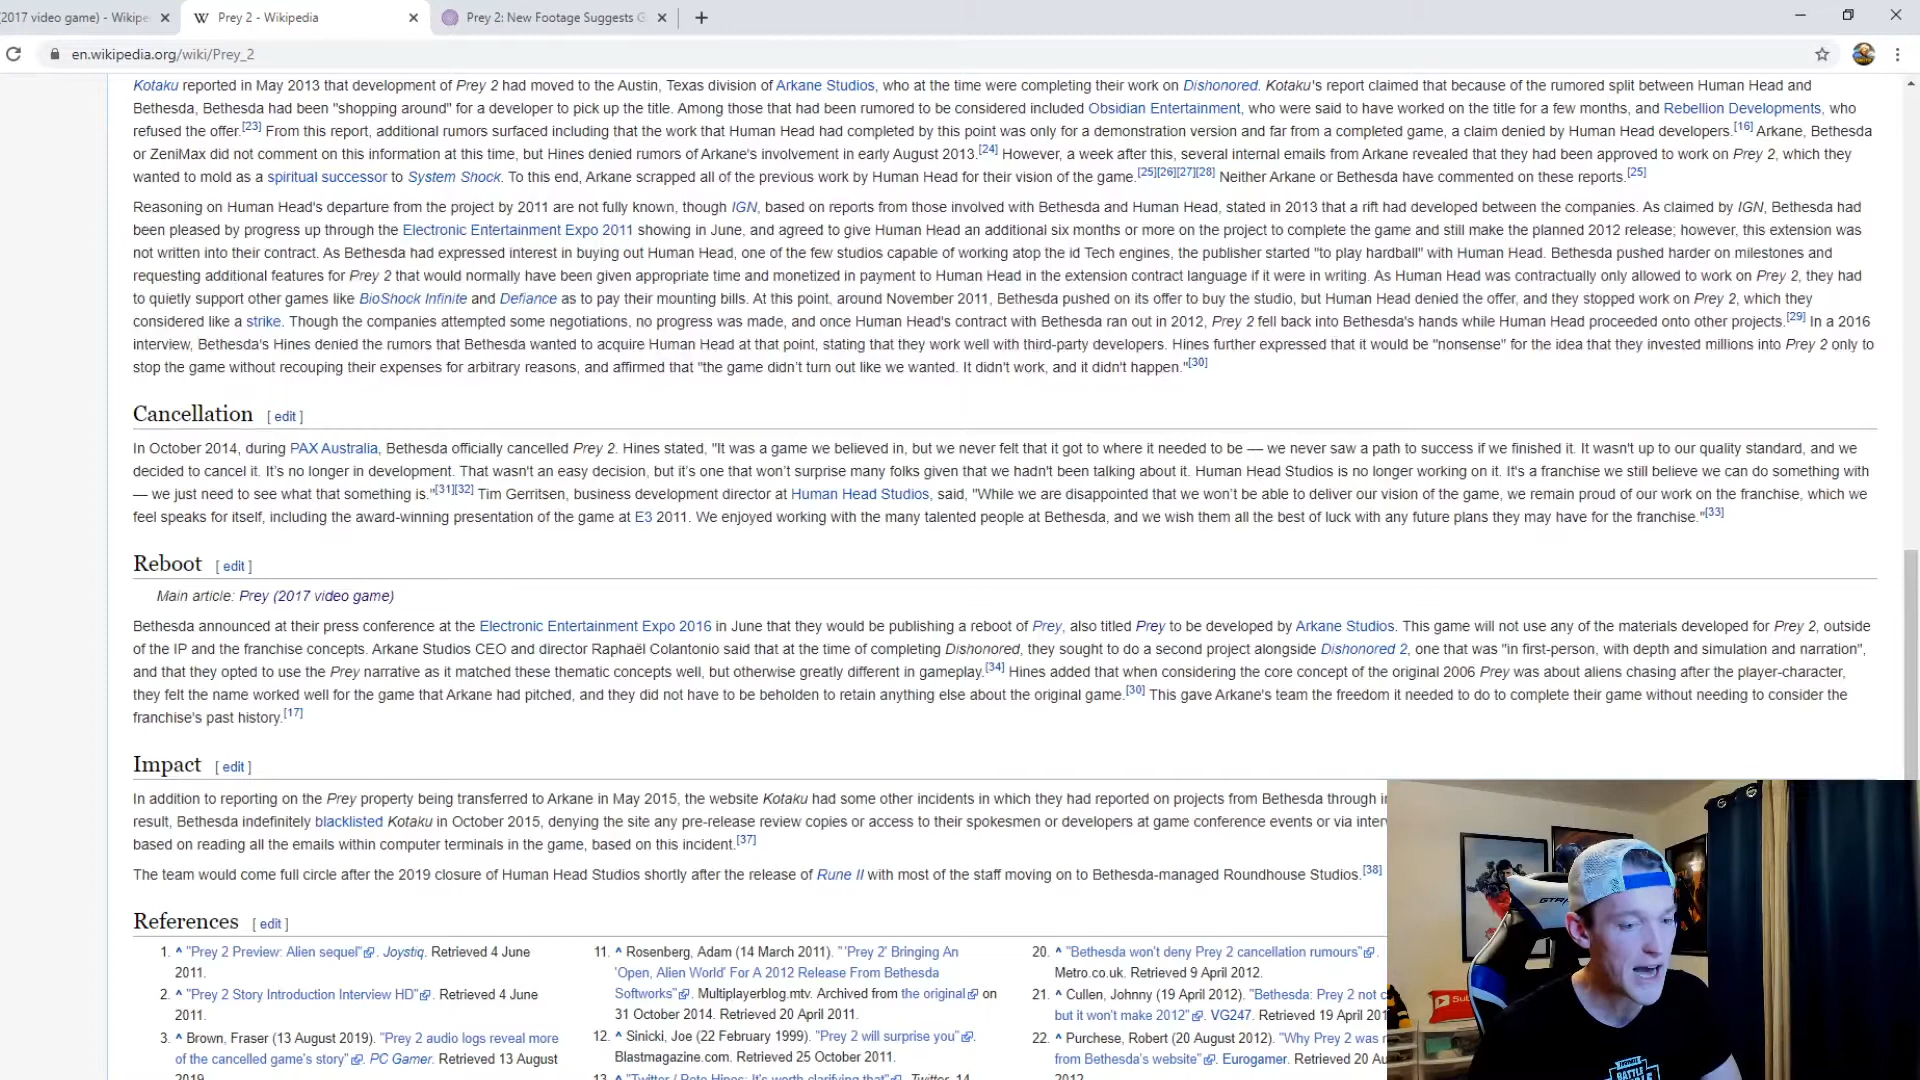 (2017 video game) - Wikipe
Prey 2 - Wikipedia
Prey 2: New Footage Suggests G
en.wikipedia.org/wiki/Prey_2
Kotaku reported in May 2013 that development of Prey 2 had moved to the Austin, Texas division of Arkane Studios, who at the time were completing their work on Dishonored. Kotaku's report claimed that because of the rumored split between Human Head and
Bethesda, Bethesda had been "shopping around" for a developer to pick up the title. Among those that had been rumored to be considered included Obsidian Entertainment, who were said to have worked on the title for a few months, and Rebellion Developments, who
refused the offer.[23] From this report, additional rumors surfaced including that the work that Human Head had completed by this point was only for a demonstration version and far from a completed game, a claim denied by Human Head developers.[16] Arkane, Bethesda
or ZeniMax did not comment on this information at this time, but Hines denied rumors of Arkane's involvement in early August 2013.[24] However, a week after this, several internal emails from Arkane revealed that they had been approved to work on Prey 2, which they
wanted to mold as a spiritual successor to System Shock. To this end, Arkane scrapped all of the previous work by Human Head for their vision of the game.[25][26][27][28] Neither Arkane or Bethesda have commented on these reports.[25]
Reasoning on Human Head's departure from the project by 2011 are not fully known, though IGN, based on reports from those involved with Bethesda and Human Head, stated in 2013 that a rift had developed between the companies. As claimed by IGN, Bethesda had
been pleased by progress up through the Electronic Entertainment Expo 2011 showing in June, and agreed to give Human Head an additional six months or more on the project to complete the game and still make the planned 2012 release; however, this extension was
not written into their contract. As Bethesda had expressed interest in buying out Human Head, one of the few studios capable of working atop the id Tech engines, the publisher started "to play hardball" with Human Head. Bethesda pushed harder on milestones and
requesting additional features for Prey 2 that would normally have been given appropriate time and monetized in payment to Human Head in the extension contract language if it were in writing. As Human Head was contractually only allowed to work on Prey 2, they had
to quietly support other games like BioShock Infinite and Defiance as to pay their mounting bills. At this point, around November 2011, Bethesda pushed on its offer to buy the studio, but Human Head denied the offer, and they stopped work on Prey 2, which they
considered like a strike. Though the companies attempted some negotiations, no progress was made, and once Human Head's contract with Bethesda ran out in 2012, Prey 2 fell back into Bethesda's hands while Human Head proceeded onto other projects.[29] In a 2016
interview, Bethesda's Hines denied the rumors that Bethesda wanted to acquire Human Head at that point, stating that they work well with third-party developers. Hines further expressed that it would be "nonsense" for the idea that they invested millions into Prey 2 only to
stop the game without recouping their expenses for arbitrary reasons, and affirmed that "the game didn't turn out like we wanted. It didn't work, and it didn't happen."[30]
Cancellation [ edit ]
In October 2014, during PAX Australia, Bethesda officially cancelled Prey 2. Hines stated, "It was a game we believed in, but we never felt that it got to where it needed to be — we never saw a path to success if we finished it. It wasn't up to our quality standard, and we
decided to cancel it. It's no longer in development. That wasn't an easy decision, but it's one that won't surprise many folks given that we hadn't been talking about it. Human Head Studios is no longer working on it. It's a franchise we still believe we can do something with
— we just need to see what that something is."[31][32] Tim Gerritsen, business development director at Human Head Studios, said, "While we are disappointed that we won't be able to deliver our vision of the game, we remain proud of our work on the franchise, which we
feel speaks for itself, including the award-winning presentation of the game at E3 2011. We enjoyed working with the many talented people at Bethesda, and we wish them all the best of luck with any future plans they may have for the franchise."[33]
Reboot [ edit ]
Main article: Prey (2017 video game)
Bethesda announced at their press conference at the Electronic Entertainment Expo 2016 in June that they would be publishing a reboot of Prey, also titled Prey to be developed by Arkane Studios. This game will not use any of the materials developed for Prey 2, outside
of the IP and the franchise concepts. Arkane Studios CEO and director Raphaël Colantonio said that at the time of completing Dishonored, they sought to do a second project alongside Dishonored 2, one that was "in first-person, with depth and simulation and narration",
and that they opted to use the Prey narrative as it matched these thematic concepts well, but otherwise greatly different in gameplay.[34] Hines added that when considering the core concept of the original 2006 Prey was about aliens chasing after the player-character,
they felt the name worked well for the game that Arkane had pitched, and they did not have to be beholden to retain anything else about the original game.[30] This gave Arkane's team the freedom it needed to do to complete their game without needing to consider the
franchise's past history.[17]
Impact [ edit ]
In addition to reporting on the Prey property being transferred to Arkane in May 2015, the website Kotaku had some other incidents in which they had reported on projects from Bethesda through i
result, Bethesda indefinitely blacklisted Kotaku in October 2015, denying the site any pre-release review copies or access to their spokesmen or developers at game conference events or via inter
based on reading all the emails within computer terminals in the game, based on this incident.[37]
The team would come full circle after the 2019 closure of Human Head Studios shortly after the release of Rune II with most of the staff moving on to Bethesda-managed Roundhouse Studios.[38]
References [ edit ]
1. ^ "Prey 2 Preview: Alien sequel". Joystiq. Retrieved 4 June
2011.
2. ^ "Prey 2 Story Introduction Interview HD". Retrieved 4 June
2011.
3. ^ Brown, Fraser (13 August 2019). "Prey 2 audio logs reveal more
of the cancelled game's story". PC Gamer. Retrieved 13 August
2019.
11. ^ Rosenberg, Adam (14 March 2011). "'Prey 2' Bringing An
'Open, Alien World' For A 2012 Release From Bethesda
Softworks". Multiplayerblog.mtv. Archived from the original on
31 October 2014. Retrieved 20 April 2011.
12. ^ Sinicki, Joe (22 February 1999). "Prey 2 will surprise you".
Blastmagazine.com. Retrieved 25 October 2011.
13. ^ "Twitter / Pete Hines: It's worth clarifying that". Twitter. 14
20. ^ "Bethesda won't deny Prey 2 cancellation rumours".
Metro.co.uk. Retrieved 9 April 2012.
21. ^ Cullen, Johnny (19 April 2012). "Bethesda: Prey 2 not c
but it won't make 2012". VG247. Retrieved 19 April 201
22. ^ Purchese, Robert (20 August 2012). "Why Prey 2 was r
from Bethesda's website". Eurogamer. Retrieved 20 Au
2012.
GTR
Su
BATTLE